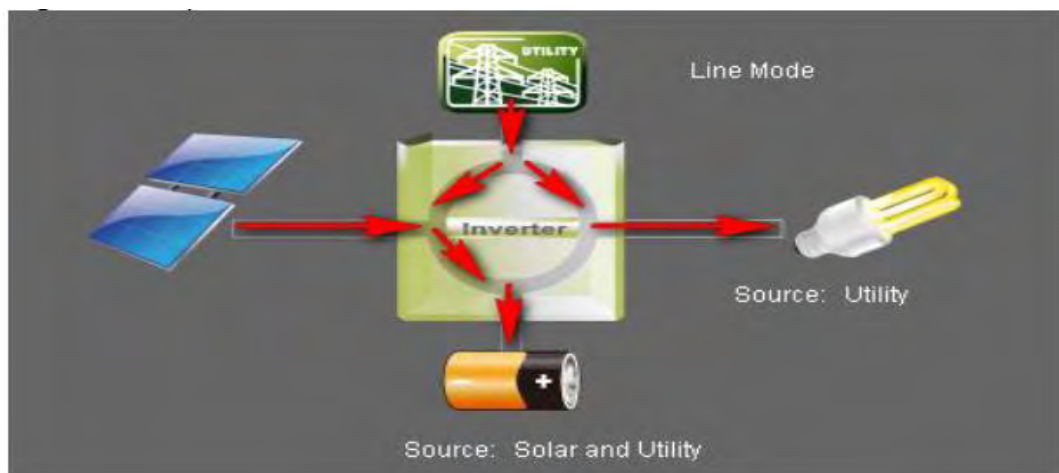 UTILITY
Line Mode
Inverter
Source: Utility
+
Source: Solar and Utility